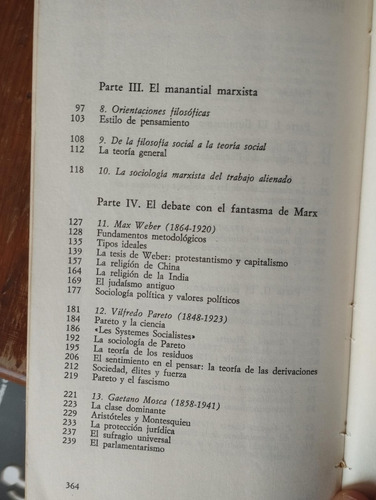 Parte III. El manantial marxista
97 8. Orientaciones filosóficas
103 Estilo de pensamiento
108 9. De la filosofía social a la teoría social
112 La teoría general
118 10. La sociología marxista del trabajo alienado
Parte IV. El debate con el fantasma de Marx
127 11. Max Weber (1864-1920)
128 Fundamentos metodológicos
135 Tipos ideales
139 La tesis de Weber: protestantismo y capitalismo
157 La religión de China
164 La religión de la India
169 El judaísmo antiguo
177 Sociología política y valores políticos
181 12. Vilfredo Pareto (1848-1923)
184 Pareto y la ciencia
186 «Les Systemes Socialistes»
192 La sociología de Pareto
195 La teoría de los residuos
206 El sentimiento en el pensar: la teoría de las derivaciones
212 Sociedad, élites y fuerza
219 Pareto y el fascismo
221 13. Gaetano Mosca (1858-1941)
223 La clase dominante
229 Aristóteles y Montesquieu
233 La protección jurídica
237 El sufragio universal
239 El parlamentarismo
364